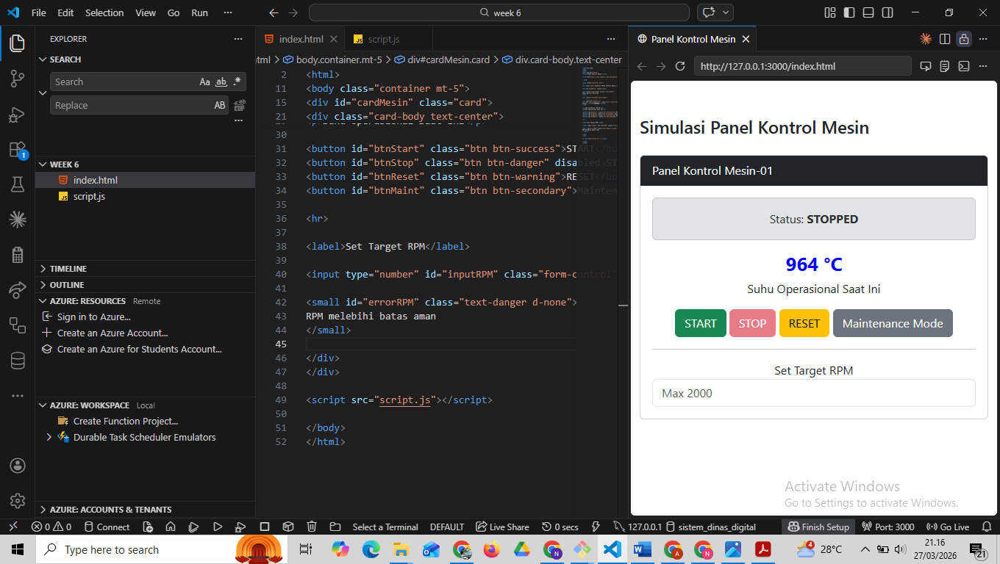 File Edit Selection View Go Run ···
week 6
EXPLORER
SEARCH
Search
Aa ab .*
Replace
AB
WEEK 6
index.html
script.js
TIMELINE
OUTLINE
AZURE: RESOURCES Remote
Sign in to Azure...
Create an Azure Account...
Create an Azure for Students Account...
AZURE: WORKSPACE Local
Create Function Project...
Durable Task Scheduler Emulators
AZURE: ACCOUNTS & TENANTS
1
index.html
script.js
html > body.container.mt-5 > div#cardMesin.card > div.card-body.text-center
2 <html>
11 <body class="container mt-5">
15 <div id="cardMesin" class="card">
21 <div class="card-body text-center">
30
31 <button id="btnStart" class="btn btn-success">START</bu
32 <button id="btnStop" class="btn btn-danger" disabled>ST
33 <button id="btnReset" class="btn btn-warning">RESET</bu
34 <button id="btnMaint" class="btn btn-secondary">Mainten
35
36 <hr>
37
38 <label>Set Target RPM</label>
39
40 <input type="number" id="inputRPM" class="form-control"
41
42 <small id="errorRPM" class="text-danger d-none">
43 RPM melebihi batas aman
44 </small>
45
46 </div>
47 </div>
48
49 <script src="script.js"></script>
50
51 </body>
52 </html>
Panel Kontrol Mesin
http://127.0.0.1:3000/index.html
Simulasi Panel Kontrol Mesin
Panel Kontrol Mesin-01
Status: STOPPED
964 °C
Suhu Operasional Saat Ini
START STOP RESET Maintenance Mode
Set Target RPM
Max 2000
Activate Windows
Go to Settings to activate Windows.
0 0 Connect Select a Terminal DEFAULT Live Share 0 secs 127.0.0.1 sistem_dinas_digital Finish Setup Port: 3000 Go Live
Type here to search
28°C
21.16
27/03/2026
21